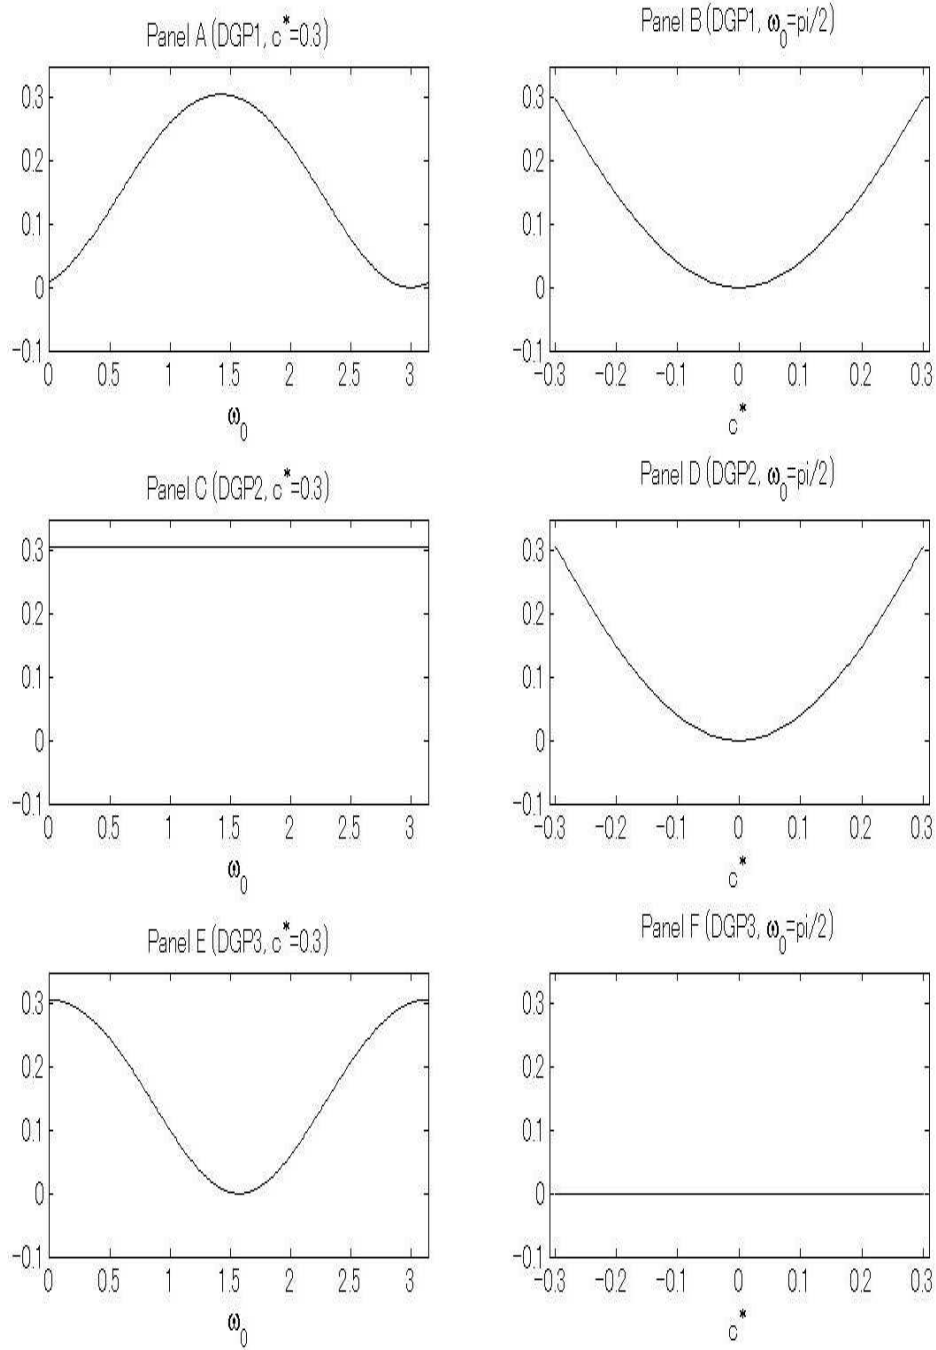 Panel A (DGP1, c*=0.3)
0.3
0.2
0.1
0
-0.1
0 0.5 1 1.5 2 2.5 3
ω0
Panel B (DGP1, ω0=pi/2)
0.3
0.2
0.1
0
-0.1
-0.3 -0.2 -0.1 0 0.1 0.2 0.3
c*
Panel C (DGP2, c*=0.3)
0.3
0.2
0.1
0
-0.1
0 0.5 1 1.5 2 2.5 3
ω0
Panel D (DGP2, ω0=pi/2)
0.3
0.2
0.1
0
-0.1
-0.3 -0.2 -0.1 0 0.1 0.2 0.3
c*
Panel E (DGP3, c*=0.3)
0.3
0.2
0.1
0
-0.1
0 0.5 1 1.5 2 2.5 3
ω0
Panel F (DGP3, ω0=pi/2)
0.3
0.2
0.1
0
-0.1
-0.3 -0.2 -0.1 0 0.1 0.2 0.3
c*